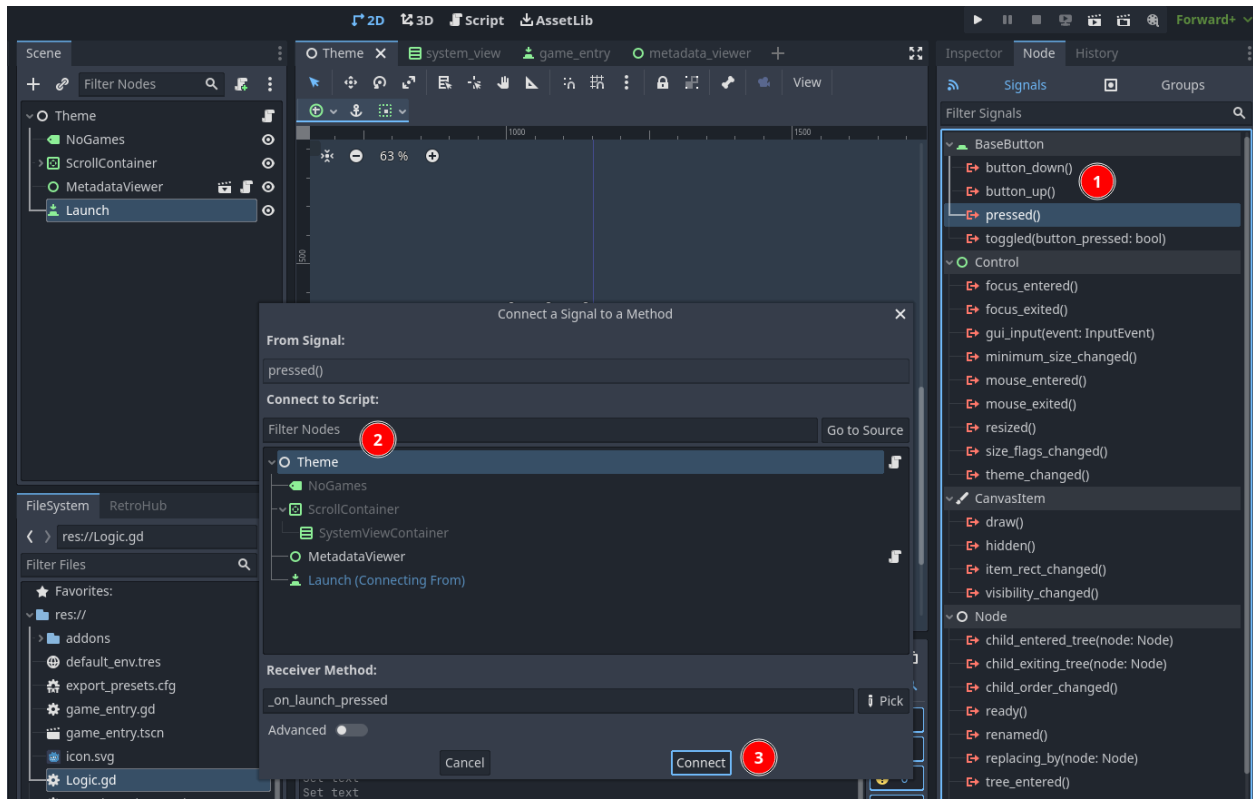 2D 3D Script AssetLib Forward+
Scene
Filter Nodes
Theme
NoGames
ScrollContainer
MetadataViewer
Launch
Theme system_view game_entry metadata_viewer
View
1000 1500
63 %
500
Inspector Node History
Signals Groups
Filter Signals
BaseButton
button_down()
1
button_up()
pressed()
toggled(button_pressed: bool)
Control
focus_entered()
focus_exited()
gui_input(event: InputEvent)
minimum_size_changed()
mouse_entered()
mouse_exited()
resized()
size_flags_changed()
theme_changed()
CanvasItem
draw()
hidden()
item_rect_changed()
visibility_changed()
Node
child_entered_tree(node: Node)
child_exiting_tree(node: Node)
child_order_changed()
ready()
renamed()
replacing_by(node: Node)
tree_entered()
Connect a Signal to a Method
From Signal:
pressed()
Connect to Script:
Filter Nodes
2
Go to Source
Theme
NoGames
ScrollContainer
SystemViewContainer
MetadataViewer
Launch (Connecting From)
Receiver Method:
_on_launch_pressed
Pick
Advanced
Cancel Connect
3
FileSystem RetroHub
res://Logic.gd
Filter Files
Favorites:
res://
addons
default_env.tres
export_presets.cfg
game_entry.gd
game_entry.tscn
icon.svg
Logic.gd
Set text